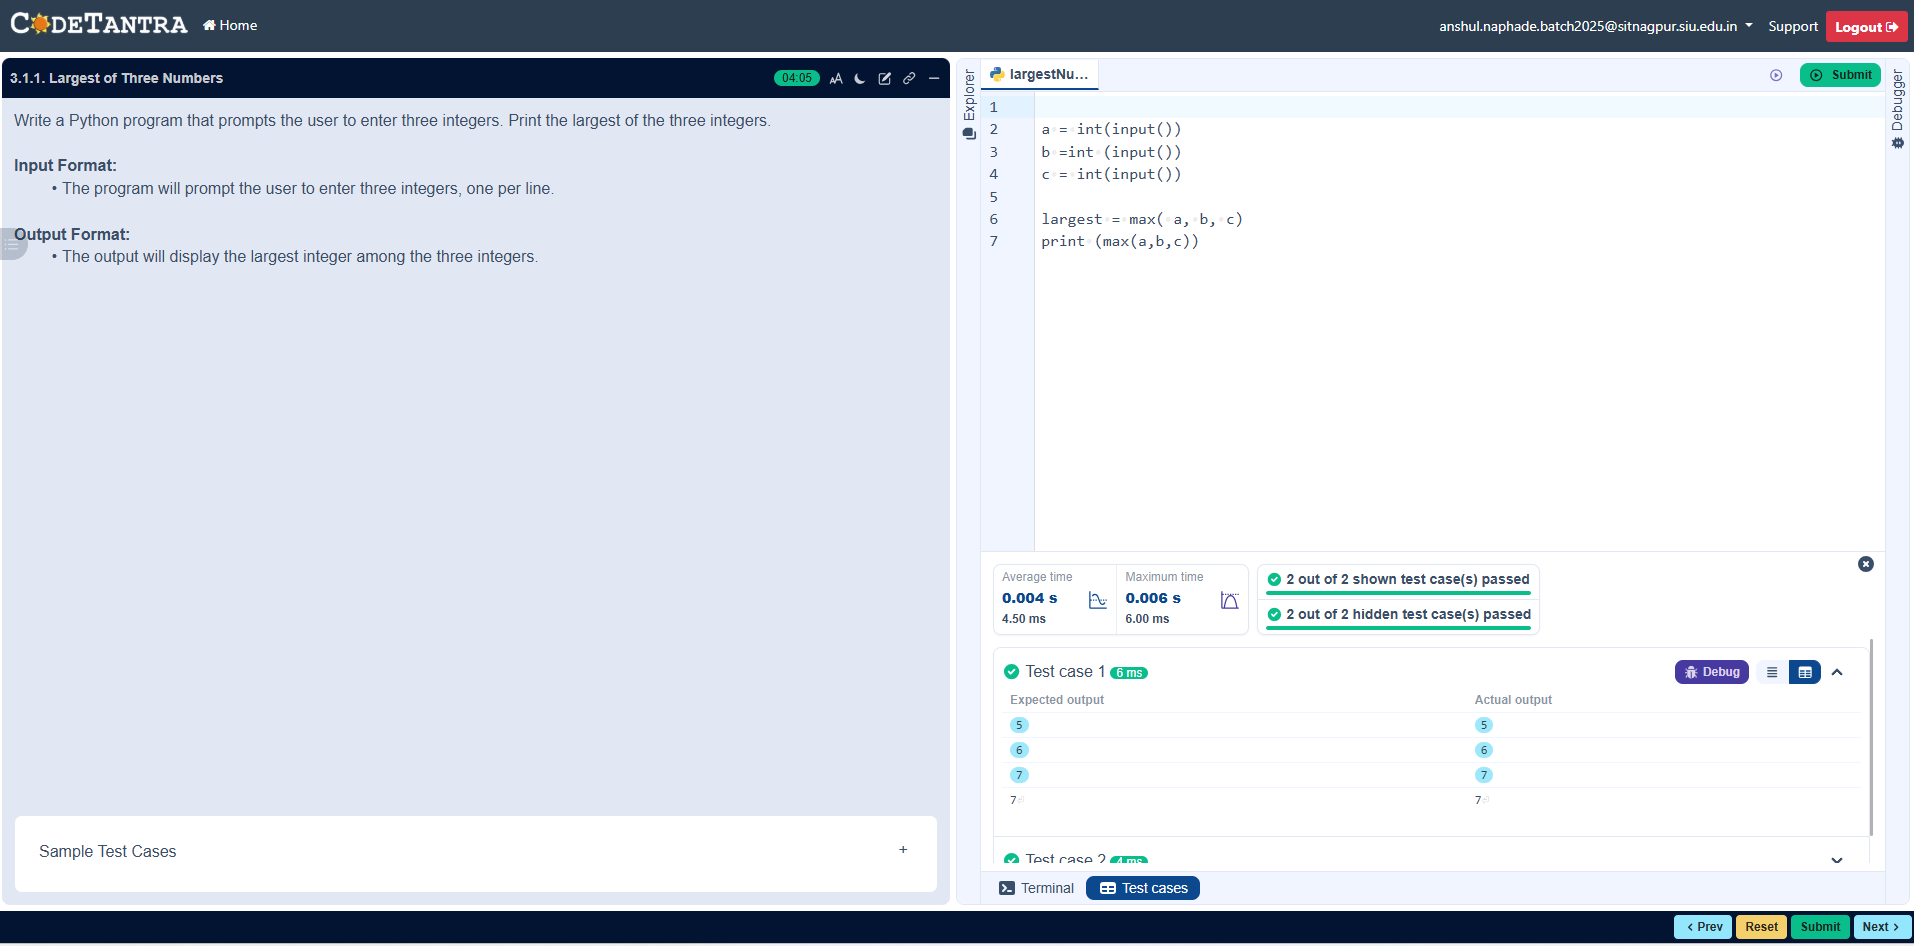 CODETANTRA Home anshul.naphade.batch2025@sitnagpur.siu.edu.in Support Logout
3.1.1. Largest of Three Numbers 04:05
Write a Python program that prompts the user to enter three integers. Print the largest of the three integers.
Input Format:
• The program will prompt the user to enter three integers, one per line.
Output Format:
• The output will display the largest integer among the three integers.
Sample Test Cases +
Explorer
largestNu... Submit
Debugger
1
2 a = int(input())
3 b =int (input())
4 c = int(input())
5
6 largest = max( a, b, c)
7 print (max(a,b,c))
Average time
0.004 s
4.50 ms
Maximum time
0.006 s
6.00 ms
2 out of 2 shown test case(s) passed
2 out of 2 hidden test case(s) passed
Test case 1 6 ms Debug
Expected output Actual output
5 5
6 6
7 7
7 7
Test case 2 4 ms
Terminal Test cases
Prev Reset Submit Next